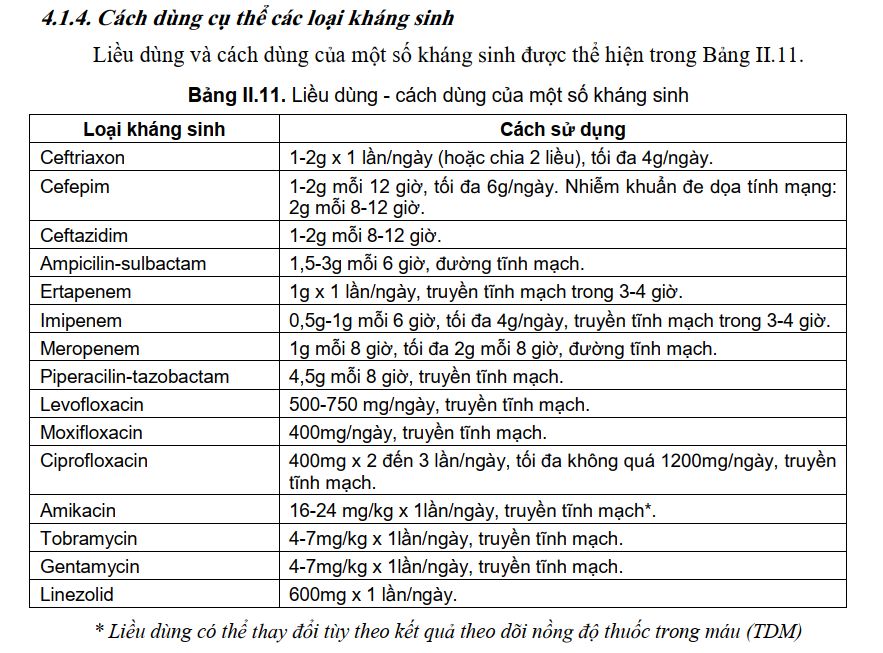 4.1.4. Cách dùng cụ thể các loại kháng sinh
Liều dùng và cách dùng của một số kháng sinh được thể hiện trong Bảng II.11.
Bảng II.11. Liều dùng - cách dùng của một số kháng sinh
Loại kháng sinh Cách sử dụng
Ceftriaxon 1-2g x 1 lần/ngày (hoặc chia 2 liều), tối đa 4g/ngày.
Cefepim 1-2g mỗi 12 giờ, tối đa 6g/ngày. Nhiễm khuẩn đe dọa tính mạng:
2g mỗi 8-12 giờ.
Ceftazidim 1-2g mỗi 8-12 giờ.
Ampicilin-sulbactam 1,5-3g mỗi 6 giờ, đường tĩnh mạch.
Ertapenem 1g x 1 lần/ngày, truyền tĩnh mạch trong 3-4 giờ.
Imipenem 0,5g-1g mỗi 6 giờ, tối đa 4g/ngày, truyền tĩnh mạch trong 3-4 giờ.
Meropenem 1g mỗi 8 giờ, tối đa 2g mỗi 8 giờ, đường tĩnh mạch.
Piperacilin-tazobactam 4,5g mỗi 8 giờ, truyền tĩnh mạch.
Levofloxacin 500-750 mg/ngày, truyền tĩnh mạch.
Moxifloxacin 400mg/ngày, truyền tĩnh mạch.
Ciprofloxacin 400mg x 2 đến 3 lần/ngày, tối đa không quá 1200mg/ngày, truyền
tĩnh mạch.
Amikacin 16-24 mg/kg x 1lần/ngày, truyền tĩnh mạch*.
Tobramycin 4-7mg/kg x 1lần/ngày, truyền tĩnh mạch.
Gentamycin 4-7mg/kg x 1lần/ngày, truyền tĩnh mạch.
Linezolid 600mg x 1 lần/ngày.
* Liều dùng có thể thay đổi tùy theo kết quả theo dõi nồng độ thuốc trong máu (TDM)